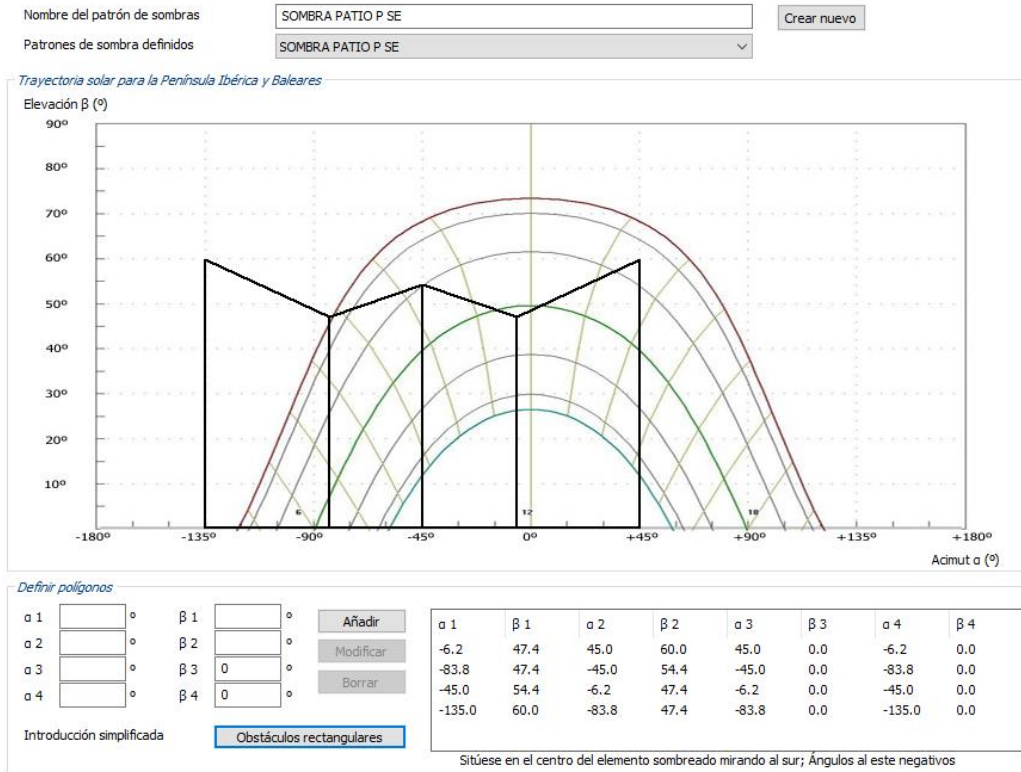 Nombre del patrón de sombras SOMBRA PATIO P SE Crear nuevo
Patrones de sombra definidos SOMBRA PATIO P SE
Trayectoria solar para la Península Ibérica y Baleares
Elevación β (º)
90º
80º
70º
60º
50º
40º
30º
20º
10º
6 12 18
-180º -135º -90º -45º 0º +45º +90º +135º +180º
Acimut α (º)
Definir polígonos
α 1 º β 1 º Añadir
α 2 º β 2 º Modificar
α 3 º β 3 0 º Borrar
α 4 º β 4 0 º
α 1 β 1 α 2 β 2 α 3 β 3 α 4 β 4
-6.2 47.4 45.0 60.0 45.0 0.0 -6.2 0.0
-83.8 47.4 -45.0 54.4 -45.0 0.0 -83.8 0.0
-45.0 54.4 -6.2 47.4 -6.2 0.0 -45.0 0.0
-135.0 60.0 -83.8 47.4 -83.8 0.0 -135.0 0.0
Introducción simplificada Obstáculos rectangulares
Sitúese en el centro del elemento sombreado mirando al sur; Ángulos al este negativos